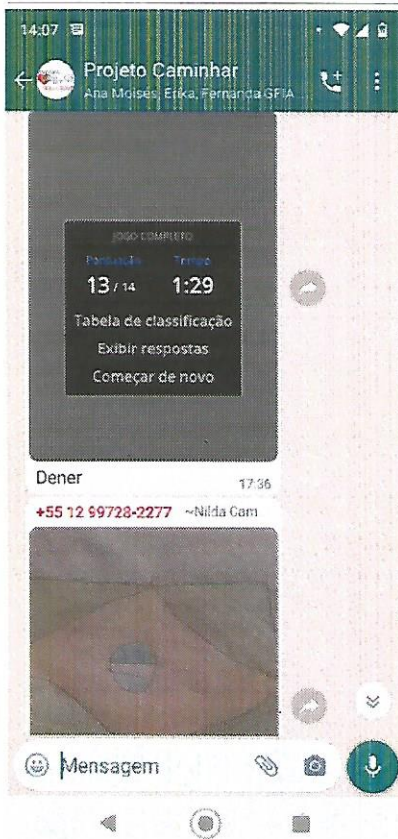 14:07
Projeto Caminhar
Ana Moisés, Erika, Fernanda GFIA...
JOGO COMPLETO
Pontuação Tempo
13 / 14 1:29
Tabela de classificação
Exibir respostas
Começar de novo
Dener
17:36
+55 12 99728-2277 ~Nilda Cam
Mensagem